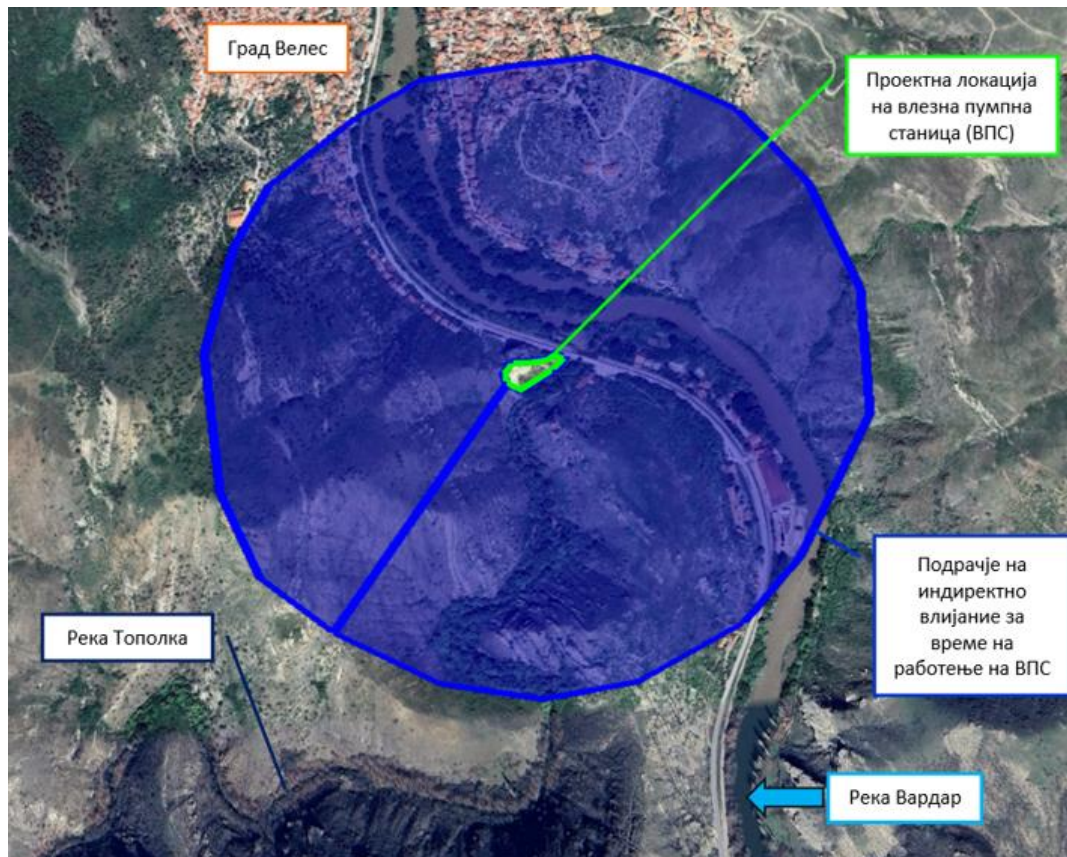 Град Велес
Проектна локација
на влезна пумпна
станица (ВПС)
Подрачје на
индиректно
влијание за
време на
работење на ВПС
Река Тополка
Река Вардар